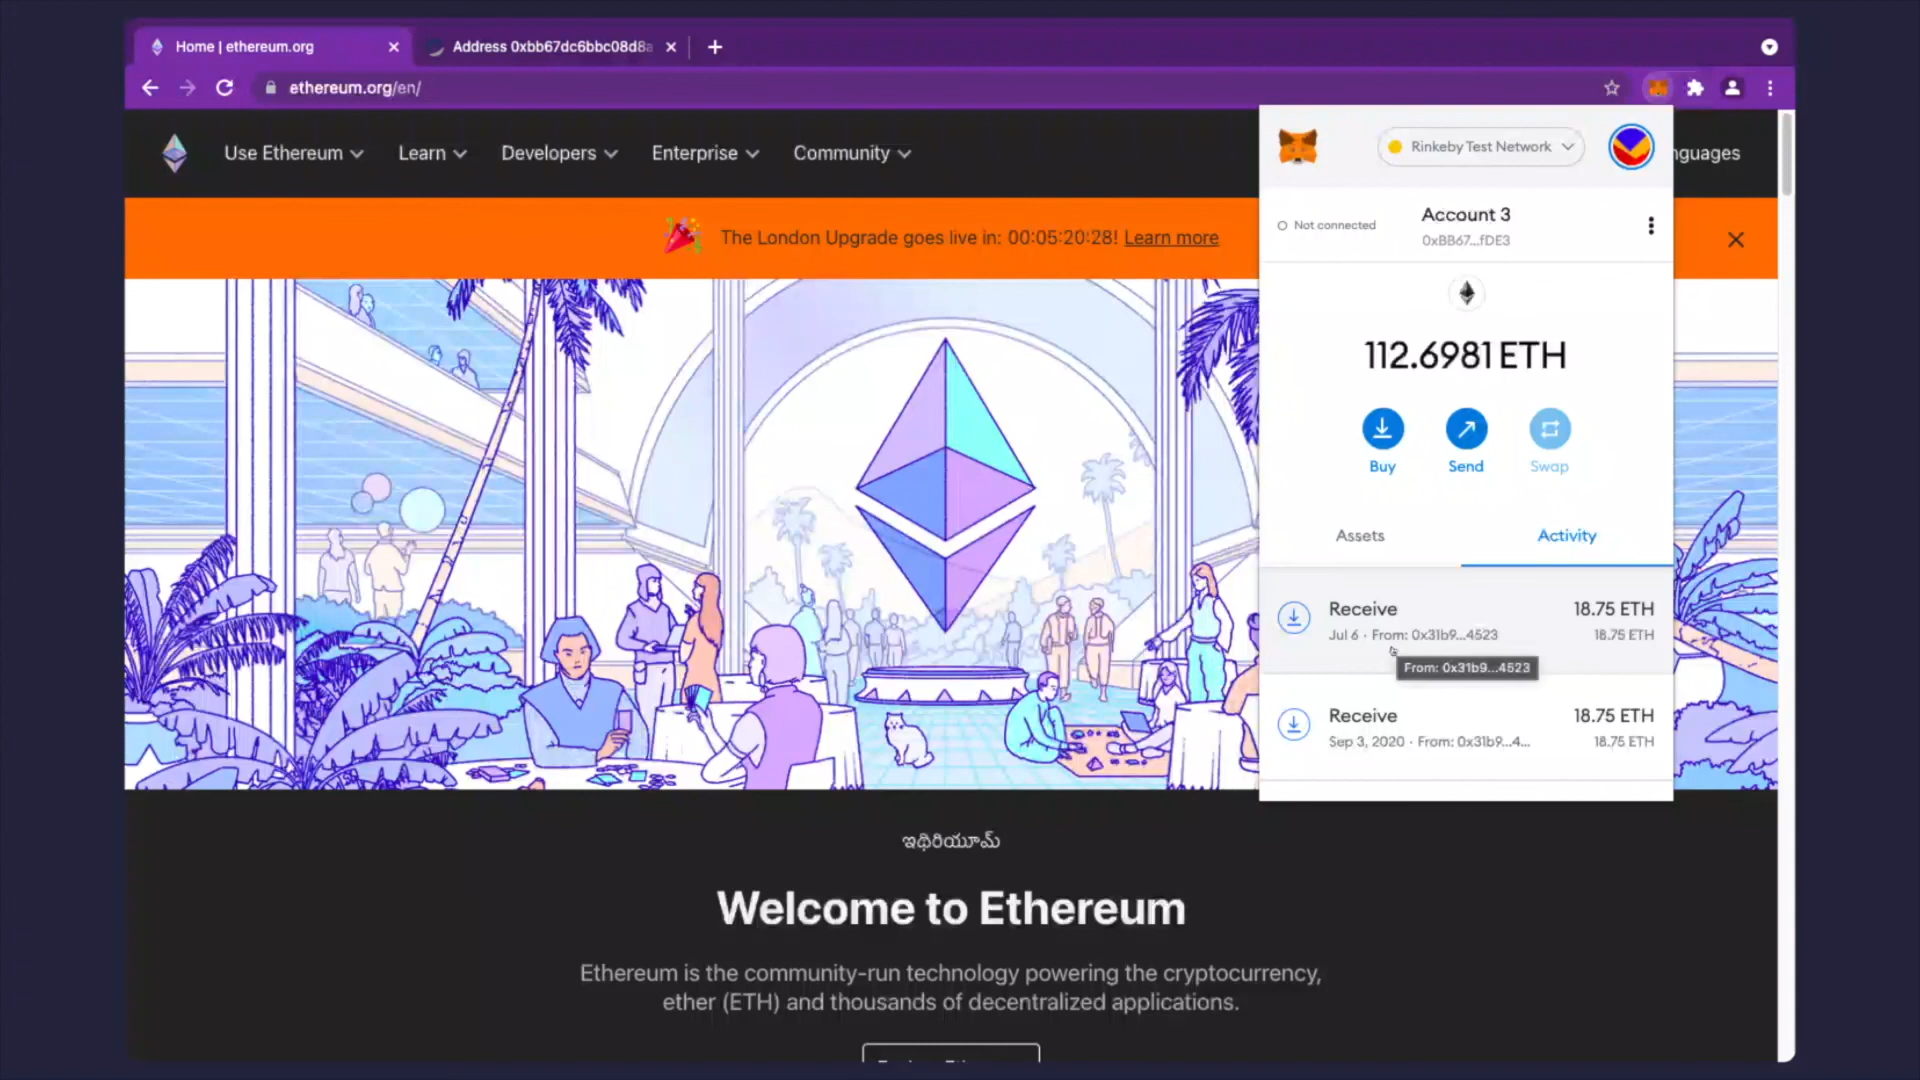 Home | ethereum.org
Address 0xbb67dc6bbc08d8a
ethereum.org/en/
Use Ethereum
Learn
Developers
Enterprise
Community
nguages
Rinkeby Test Network
The London Upgrade goes live in: 00:05:20:28! Learn more
Not connected
Account 3
0xBB67...fDE3
112.6981 ETH
Buy
Send
Swap
Assets
Activity
Receive
18.75 ETH
Jul 6 · From: 0x31b9...4523
18.75 ETH
From: 0x31b9...4523
Receive
18.75 ETH
Sep 3, 2020 · From: 0x31b9...4...
18.75 ETH
ఇథిరియూమ్
Welcome to Ethereum
Ethereum is the community-run technology powering the cryptocurrency,
ether (ETH) and thousands of decentralized applications.